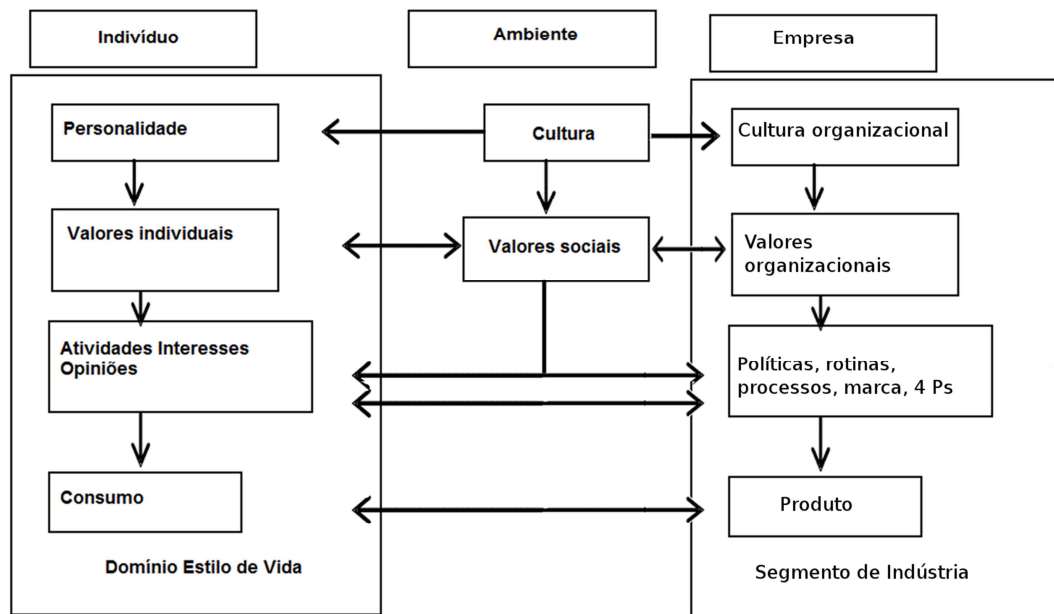 Indivíduo
Ambiente
Empresa
Personalidade
Cultura
Cultura organizacional
Valores individuais
Valores sociais
Valores
organizacionais
Atividades Interesses
Opiniões
Políticas, rotinas,
processos, marca, 4 Ps
Consumo
Produto
Domínio Estilo de Vida
Segmento de Indústria